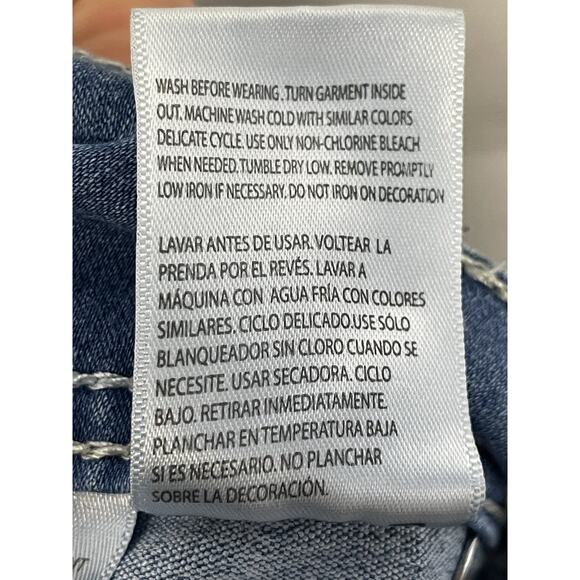 WASH BEFORE WEARING. TURN GARMENT INSIDE
OUT. MACHINE WASH COLD WITH SIMILAR COLORS
DELICATE CYCLE. USE ONLY NON-CHLORINE BLEACH
WHEN NEEDED. TUMBLE DRY LOW. REMOVE PROMPTLY
LOW IRON IF NECESSARY. DO NOT IRON ON DECORATION
LAVAR ANTES DE USAR. VOLTEAR LA
PRENDA POR EL REVÉS. LAVAR A
MÁQUINA CON AGUA FRÍA CON COLORES
SIMILARES. CICLO DELICADO.USE SÓLO
BLANQUEADOR SIN CLORO CUANDO SE
NECESITE. USAR SECADORA. CICLO
BAJO. RETIRAR INMEDIATAMENTE.
PLANCHAR EN TEMPERATURA BAJA
SI ES NECESARIO. NO PLANCHAR
SOBRE LA DECORACIÓN.